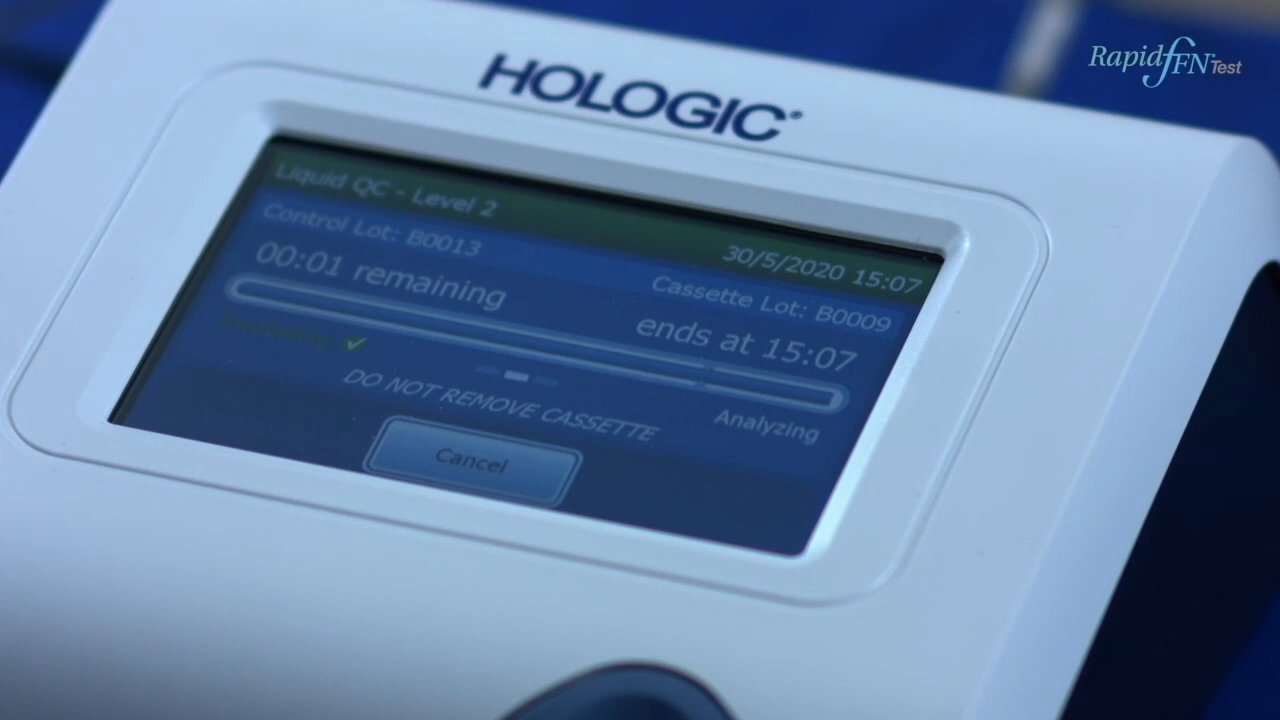 HOLOGIC
Rapid fFN Test
Liquid QC - Level 2
30/5/2020 15:07
Control Lot: B0013
Cassette Lot: B0009
00:01 remaining
ends at 15:07
Incubating
Analyzing
DO NOT REMOVE CASSETTE
Cancel